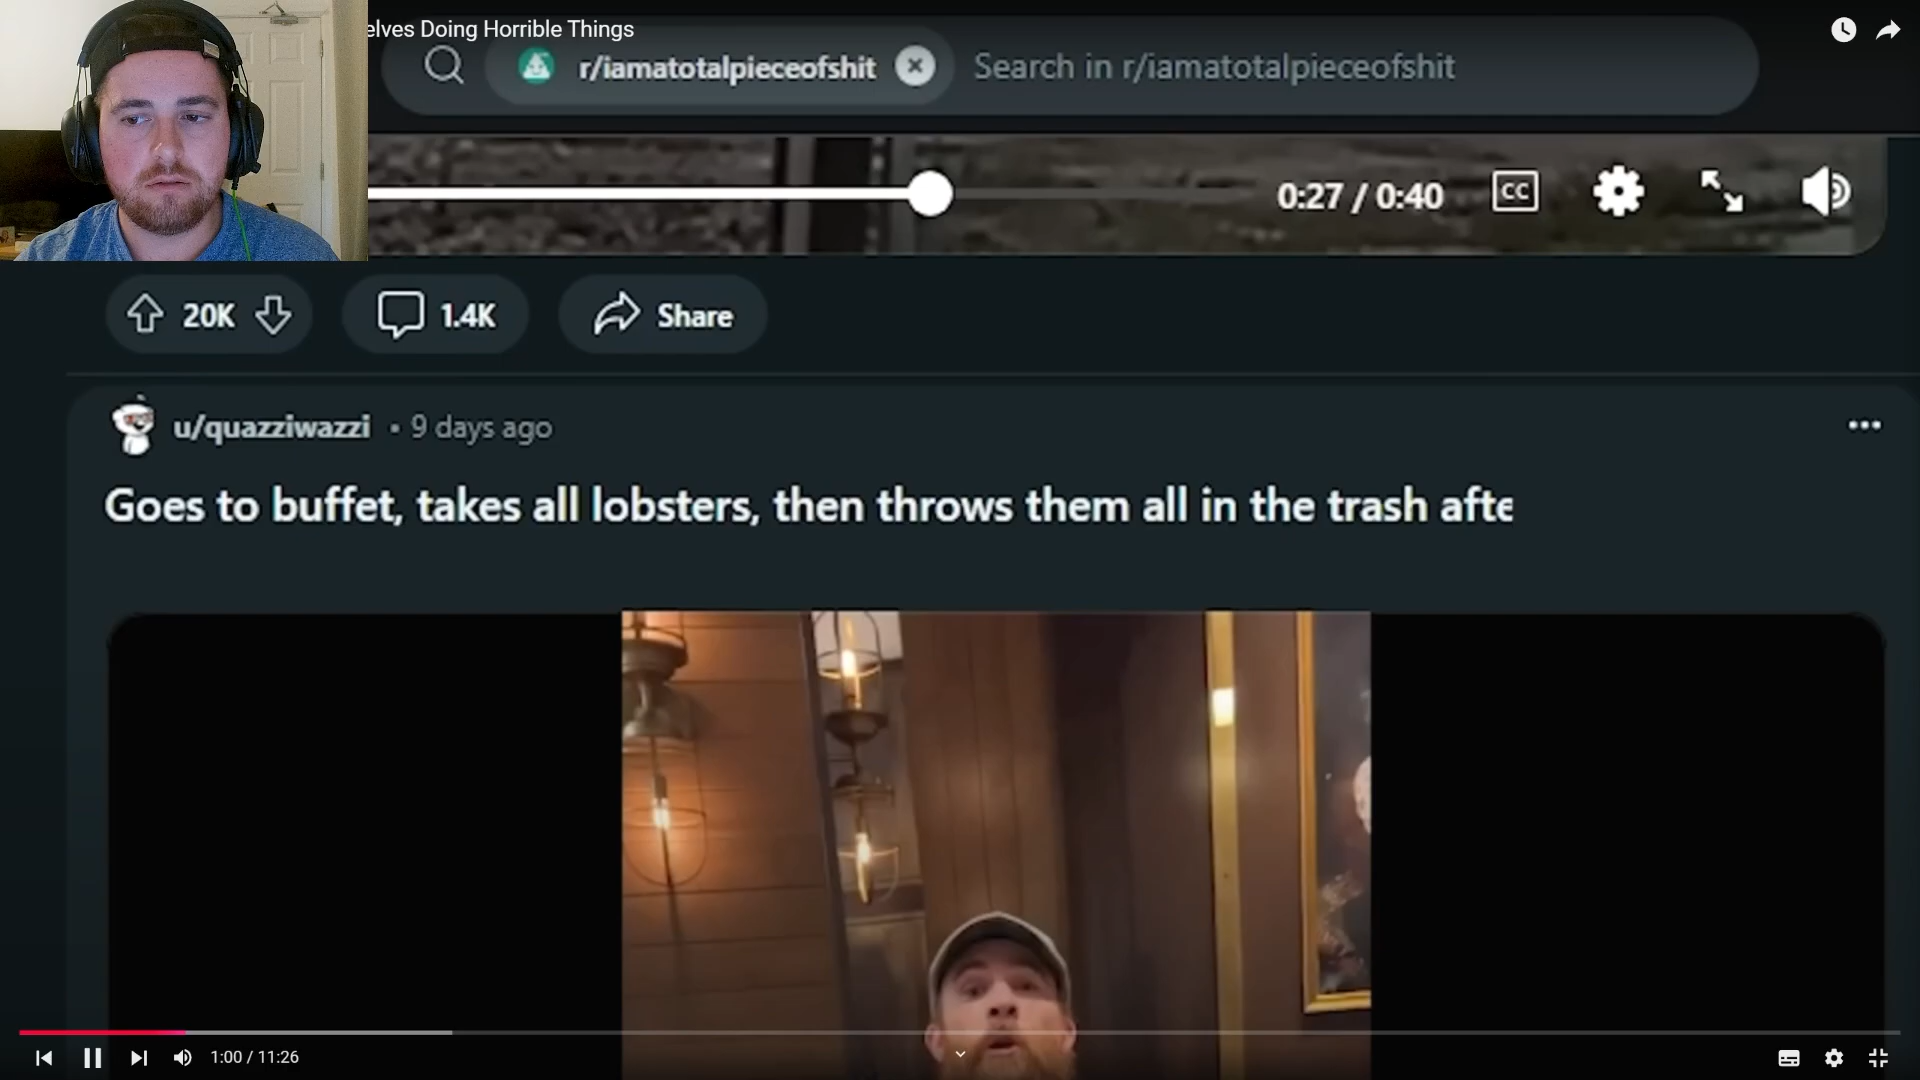 elves Doing Horrible Things
r/iamatotalpieceofshit
Search in r/iamatotalpieceofshit
0:27 / 0:40
CC
20K
1.4K
Share
u/quazziwazzi • 9 days ago
Goes to buffet, takes all lobsters, then throws them all in the trash afte
1:00 / 11:26